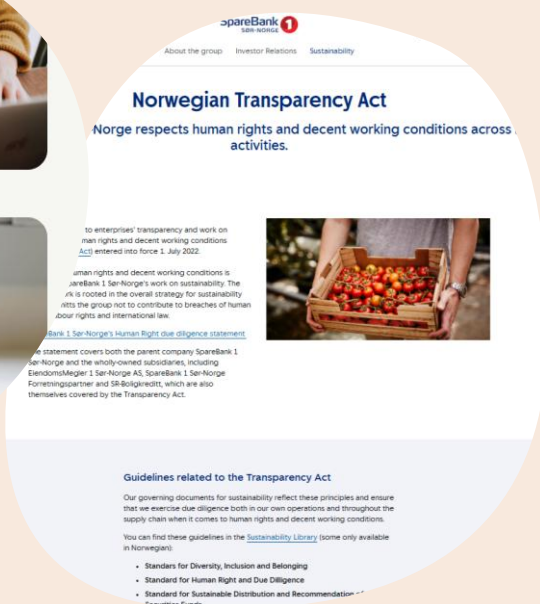 SpareBank 1
SØR-NORGE
About the group Investor Relations Sustainability
Norwegian Transparency Act
-Norge respects human rights and decent working conditions across
activities.
to enterprises' transparency and work on
man rights and decent working conditions
Act) entered into force 1. July 2022.
uman rights and decent working conditions is
pareBank 1 Sør-Norge's work on sustainability. The
rk is rooted in the overall strategy for sustainability
mits the group not to contribute to breaches of human
bour rights and international law.
Bank 1 Sør-Norge's Human Right due diligence statement
e statement covers both the parent company SpareBank 1
Sør-Norge and the wholly-owned subsidiaries, including
EiendomsMegler 1 Sør-Norge AS, SpareBank 1 Sør-Norge
Forretningspartner and SR-Boligkreditt, which are also
themselves covered by the Transparency Act.
Guidelines related to the Transparency Act
Our governing documents for sustainability reflect these principles and ensure
that we exercise due diligence both in our own operations and throughout the
supply chain when it comes to human rights and decent working conditions.
You can find these guidelines in the Sustainability Library (some only available
in Norwegian):
• Standers for Diversity, Inclusion and Belonging
• Standard for Human Right and Due Dilligence
• Standard for Sustainable Distribution and Recommendation of
Securities Funds